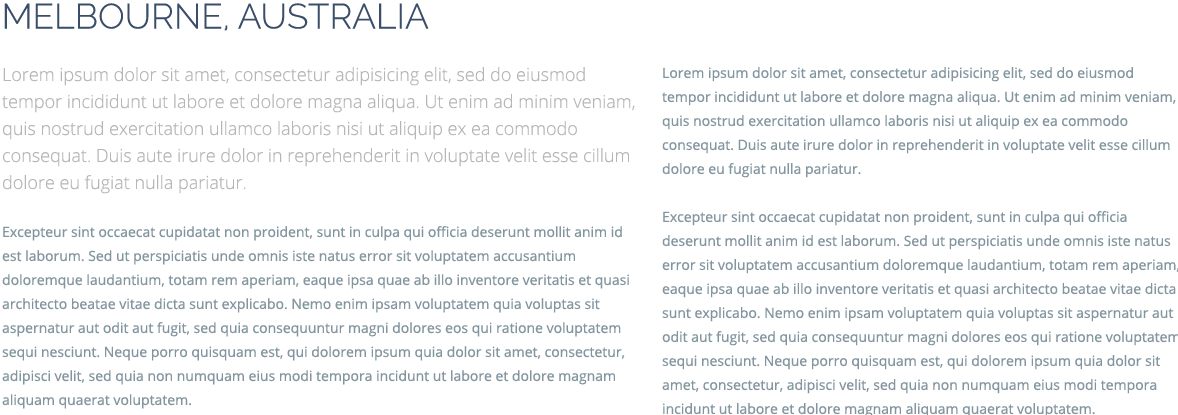 MELBOURNE, AUSTRALIA
Lorem ipsum dolor sit amet, consectetur adipisicing elit, sed do eiusmod
tempor incididunt ut labore et dolore magna aliqua. Ut enim ad minim veniam,
quis nostrud exercitation ullamco laboris nisi ut aliquip ex ea commodo
consequat. Duis aute irure dolor in reprehenderit in voluptate velit esse cillum
dolore eu fugiat nulla pariatur.
Excepteur sint occaecat cupidatat non proident, sunt in culpa qui officia deserunt mollit anim id
est laborum. Sed ut perspiciatis unde omnis iste natus error sit voluptatem accusantium
doloremque laudantium, totam rem aperiam, eaque ipsa quae ab illo inventore veritatis et quasi
architecto beatae vitae dicta sunt explicabo. Nemo enim ipsam voluptatem quia voluptas sit
aspernatur aut odit aut fugit, sed quia consequuntur magni dolores eos qui ratione voluptatem
sequi nesciunt. Neque porro quisquam est, qui dolorem ipsum quia dolor sit amet, consectetur,
adipisci velit, sed quia non numquam eius modi tempora incidunt ut labore et dolore magnam
aliquam quaerat voluptatem.
Lorem ipsum dolor sit amet, consectetur adipisicing elit, sed do eiusmod
tempor incididunt ut labore et dolore magna aliqua. Ut enim ad minim veniam,
quis nostrud exercitation ullamco laboris nisi ut aliquip ex ea commodo
consequat. Duis aute irure dolor in reprehenderit in voluptate velit esse cillum
dolore eu fugiat nulla pariatur.
Excepteur sint occaecat cupidatat non proident, sunt in culpa qui officia
deserunt mollit anim id est laborum. Sed ut perspiciatis unde omnis iste natus
error sit voluptatem accusantium doloremque laudantium, totam rem aperiam,
eaque ipsa quae ab illo inventore veritatis et quasi architecto beatae vitae dicta
sunt explicabo. Nemo enim ipsam voluptatem quia voluptas sit aspernatur aut
odit aut fugit, sed quia consequuntur magni dolores eos qui ratione voluptatem
sequi nesciunt. Neque porro quisquam est, qui dolorem ipsum quia dolor sit
amet, consectetur, adipisci velit, sed quia non numquam eius modi tempora
incidunt ut labore et dolore magnam aliquam quaerat voluptatem.